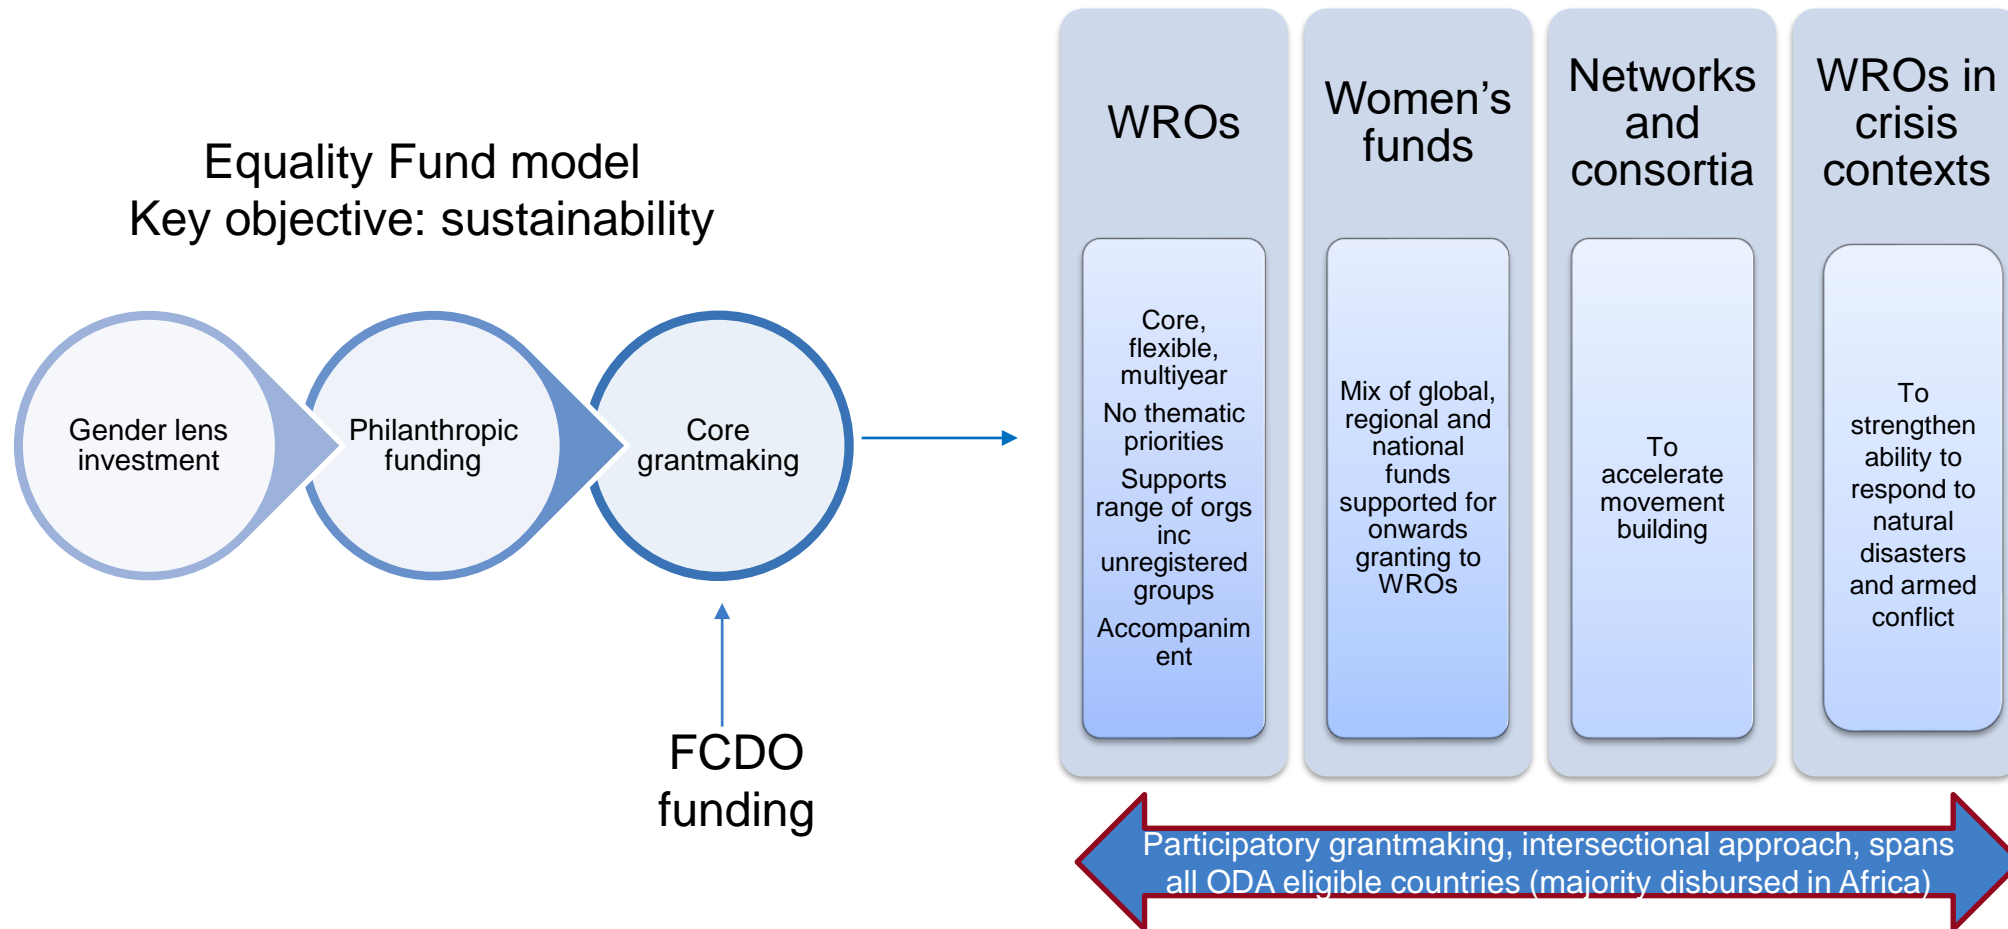 Equality Fund model
Key objective: sustainability
Gender lens
investment
Philanthropic
funding
Core
grantmaking
FCDO
funding
WROs
Core,
flexible,
multiyear
No thematic
priorities
Supports
range of orgs
inc
unregistered
groups
Accompanim
ent
Women’s
funds
Mix of global,
regional and
national
funds
supported for
onwards
granting to
WROs
Networks
and
consortia
To
accelerate
movement
building
WROs in
crisis
contexts
To
strengthen
ability to
respond to
natural
disasters
and armed
conflict
Participatory grantmaking, intersectional approach, spans
all ODA eligible countries (majority disbursed in Africa)